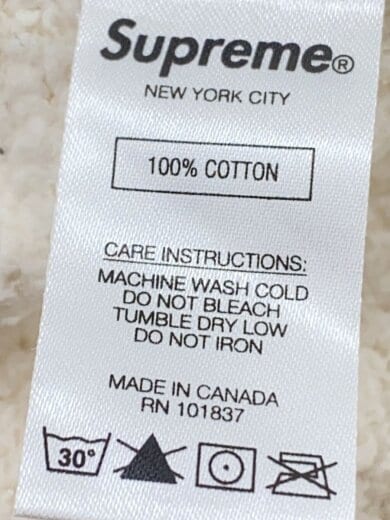 Supreme®
NEW YORK CITY
100% COTTON
CARE INSTRUCTIONS:
MACHINE WASH COLD
DO NOT BLEACH
TUMBLE DRY LOW
DO NOT IRON
MADE IN CANADA
RN 101837
30°